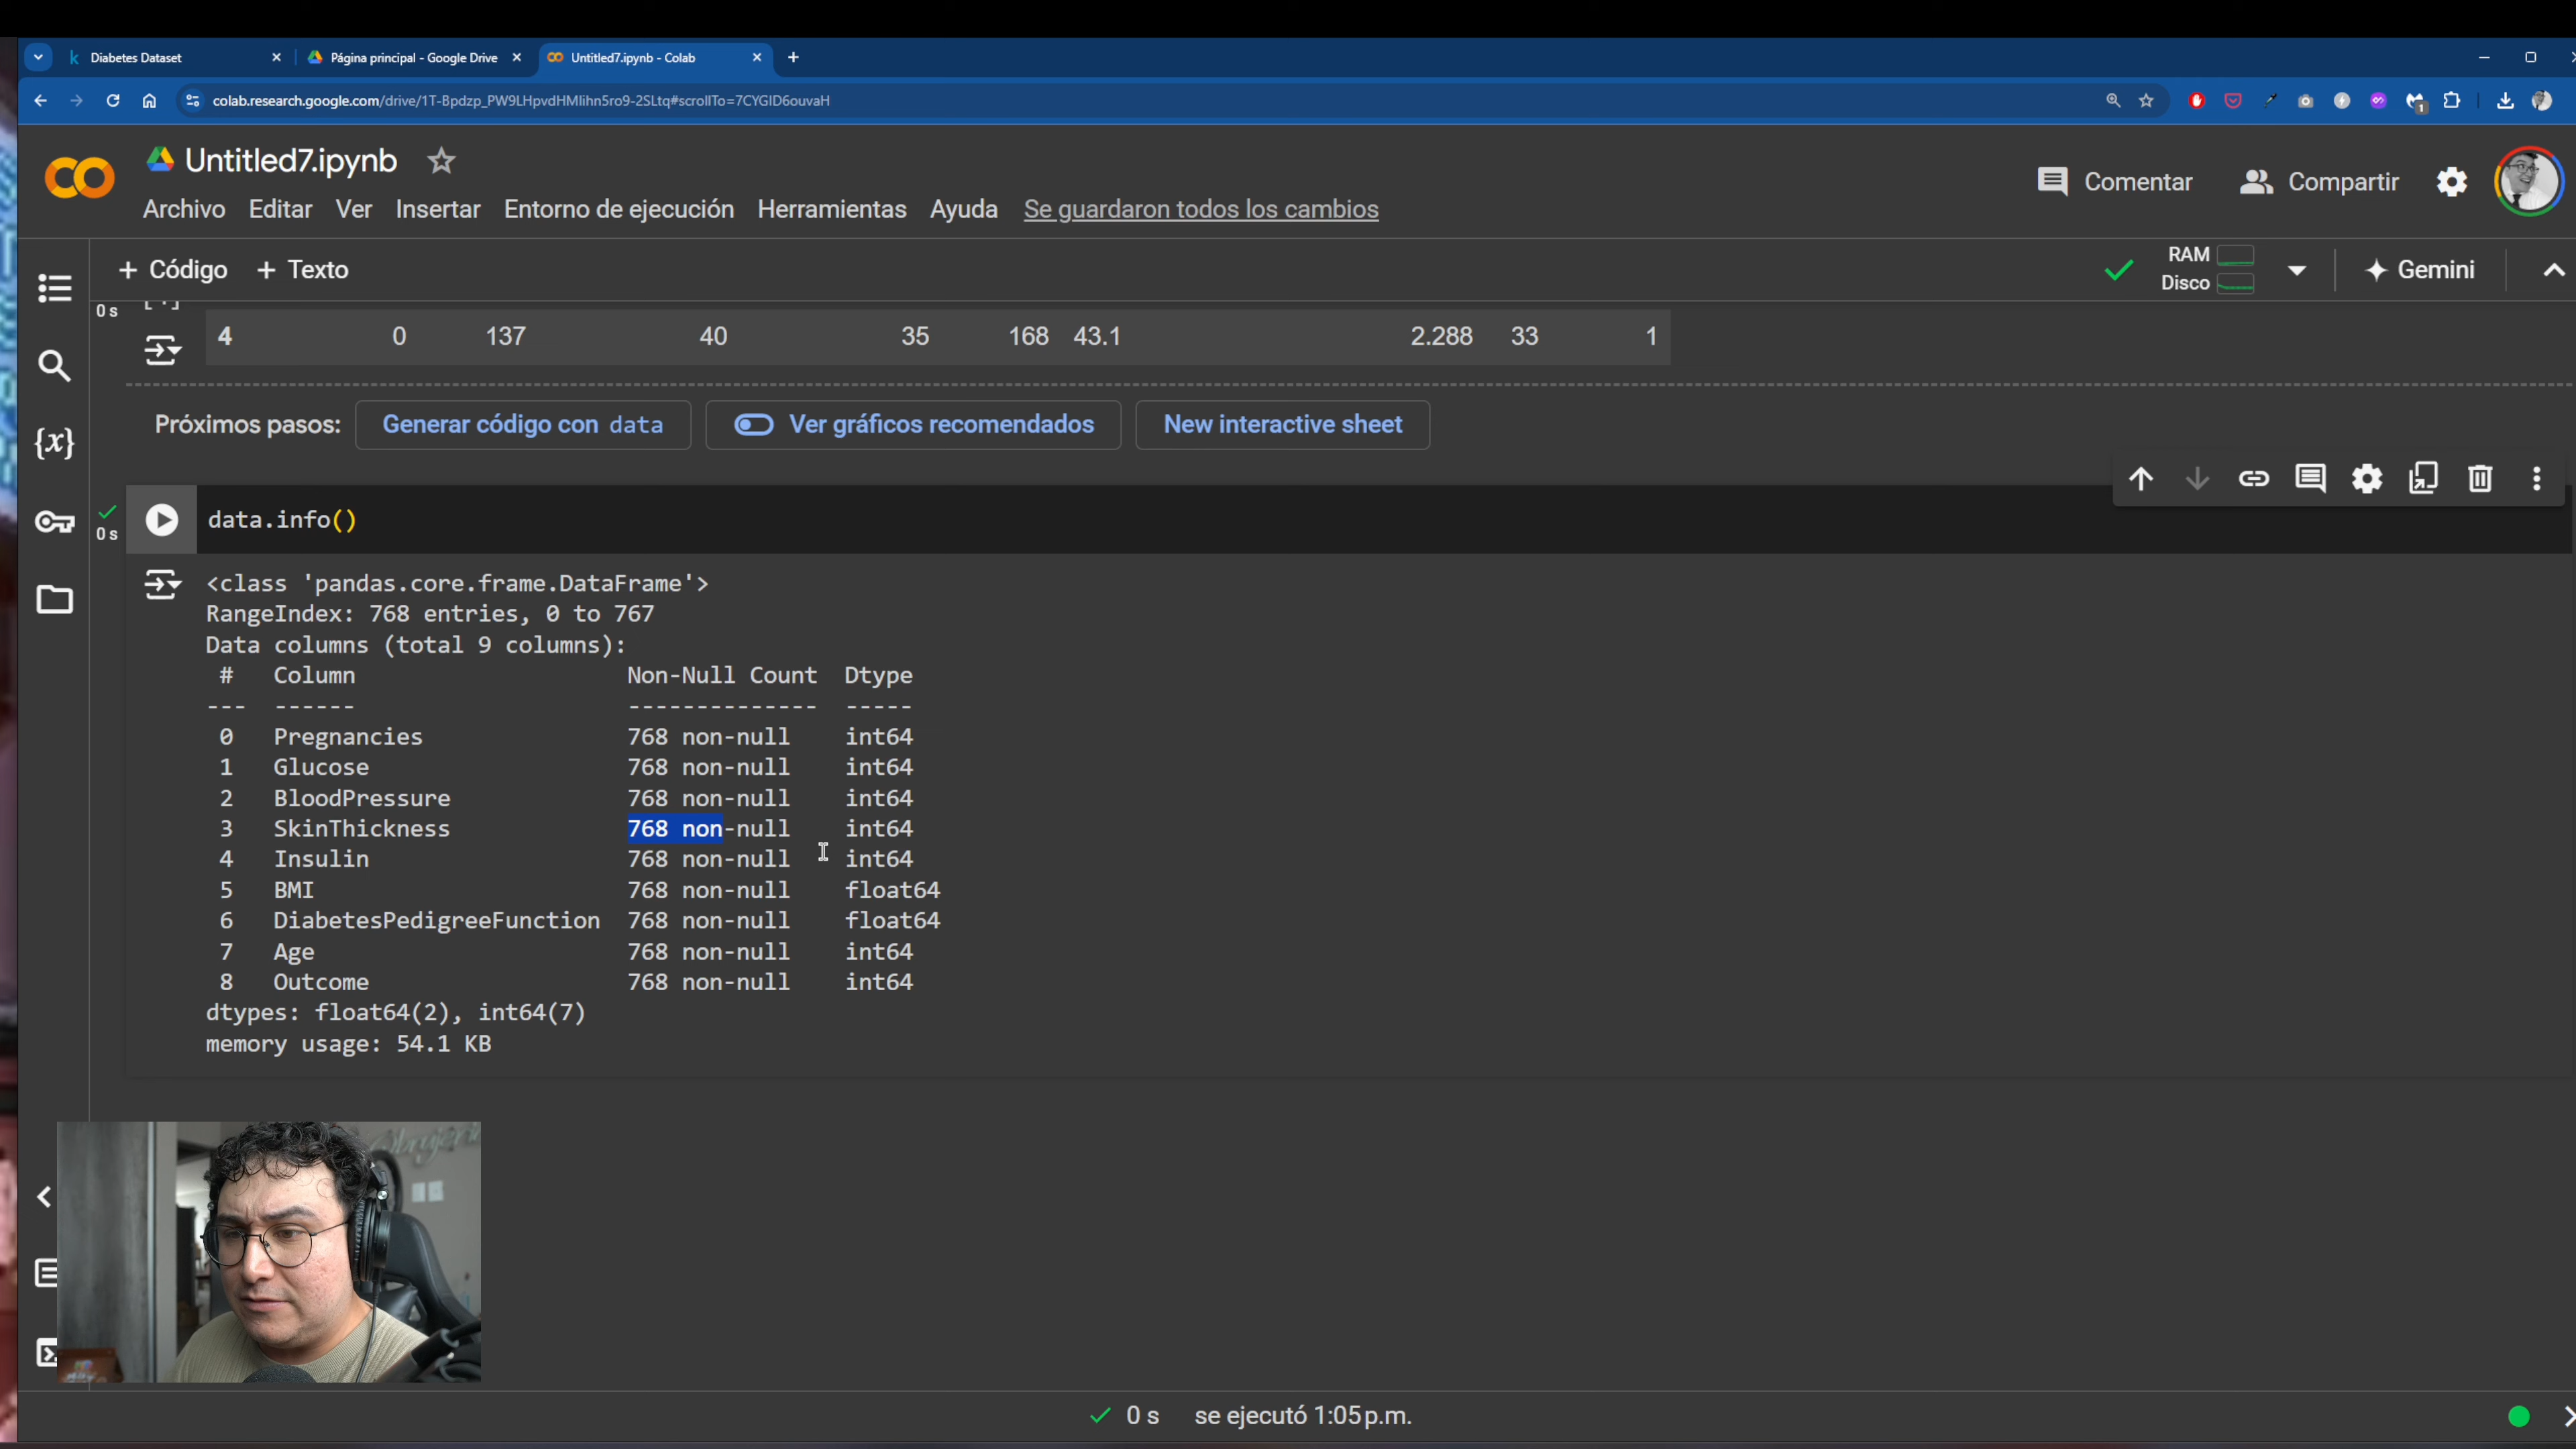 Diabetes Dataset
Página principal - Google Drive
Untitled7.ipynb - Colab
colab.research.google.com/drive/1T-Bpdzp_PW9LHpvdHMIihn5ro9-2SLtq#scrollTo=7CYGID6ouvaH
Untitled7.ipynb
Comentar
Compartir
Archivo Editar Ver Insertar Entorno de ejecución Herramientas Ayuda Se guardaron todos los cambios
+ Código + Texto
RAM
Disco
Gemini
0 s
4 0 137 40 35 168 43.1 2.288 33 1
Próximos pasos: Generar código con data Ver gráficos recomendados New interactive sheet
data.info()
0 s
<class 'pandas.core.frame.DataFrame'>
RangeIndex: 768 entries, 0 to 767
Data columns (total 9 columns):
# Column Non-Null Count Dtype
--- ------ -------------- -----
0 Pregnancies 768 non-null int64
1 Glucose 768 non-null int64
2 BloodPressure 768 non-null int64
3 SkinThickness 768 non-null int64
4 Insulin 768 non-null int64
5 BMI 768 non-null float64
6 DiabetesPedigreeFunction 768 non-null float64
7 Age 768 non-null int64
8 Outcome 768 non-null int64
dtypes: float64(2), int64(7)
memory usage: 54.1 KB
0 s se ejecutó 1:05 p.m.